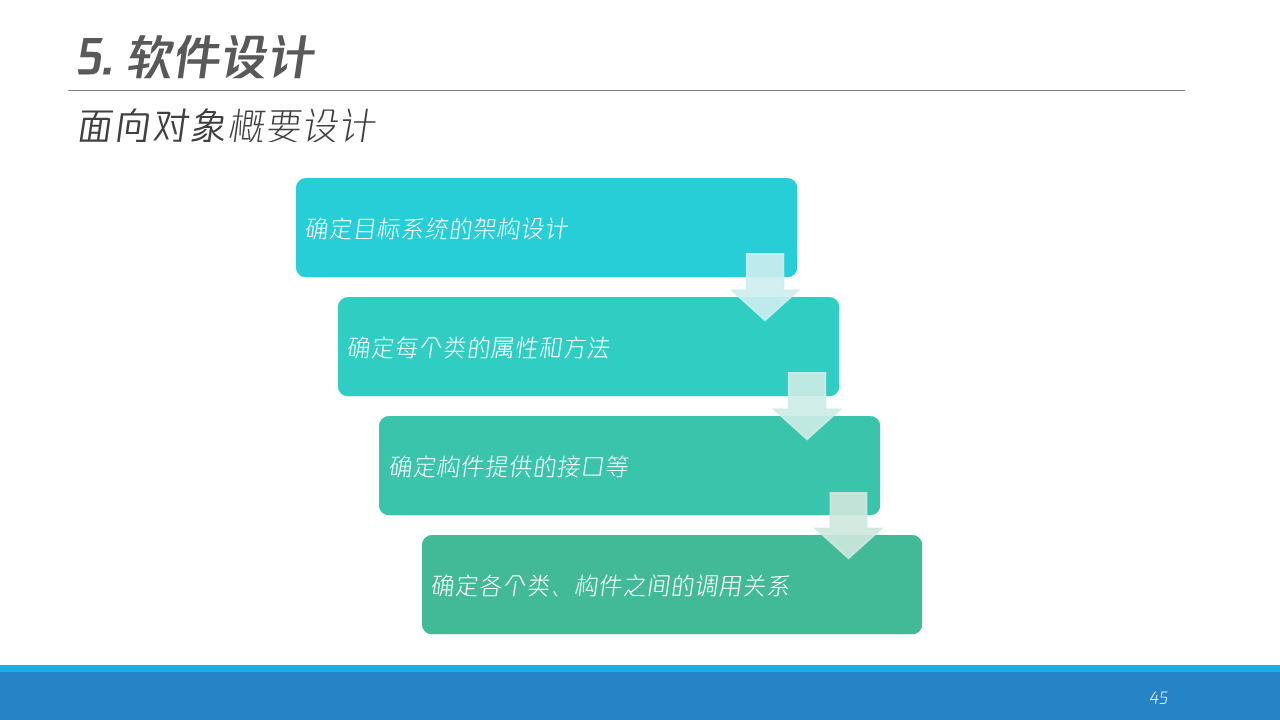 5. 软件设计
面向对象概要设计
确定目标系统的架构设计
确定每个类的属性和方法
确定构件提供的接口等
确定各个类、构件之间的调用关系
45